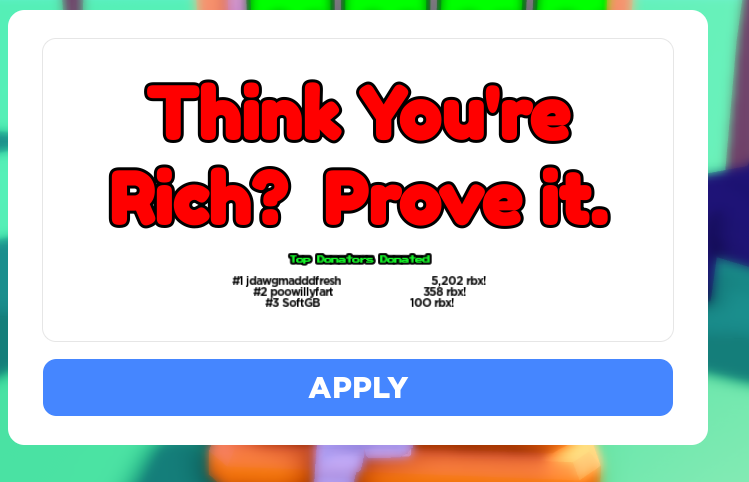 Think You're
Rich? Prove it.
Top Donators Donated
#1 jdawgmadddfresh 5,202 rbx!
#2 poowillyfart 358 rbx!
#3 SoftGB 100 rbx!
APPLY